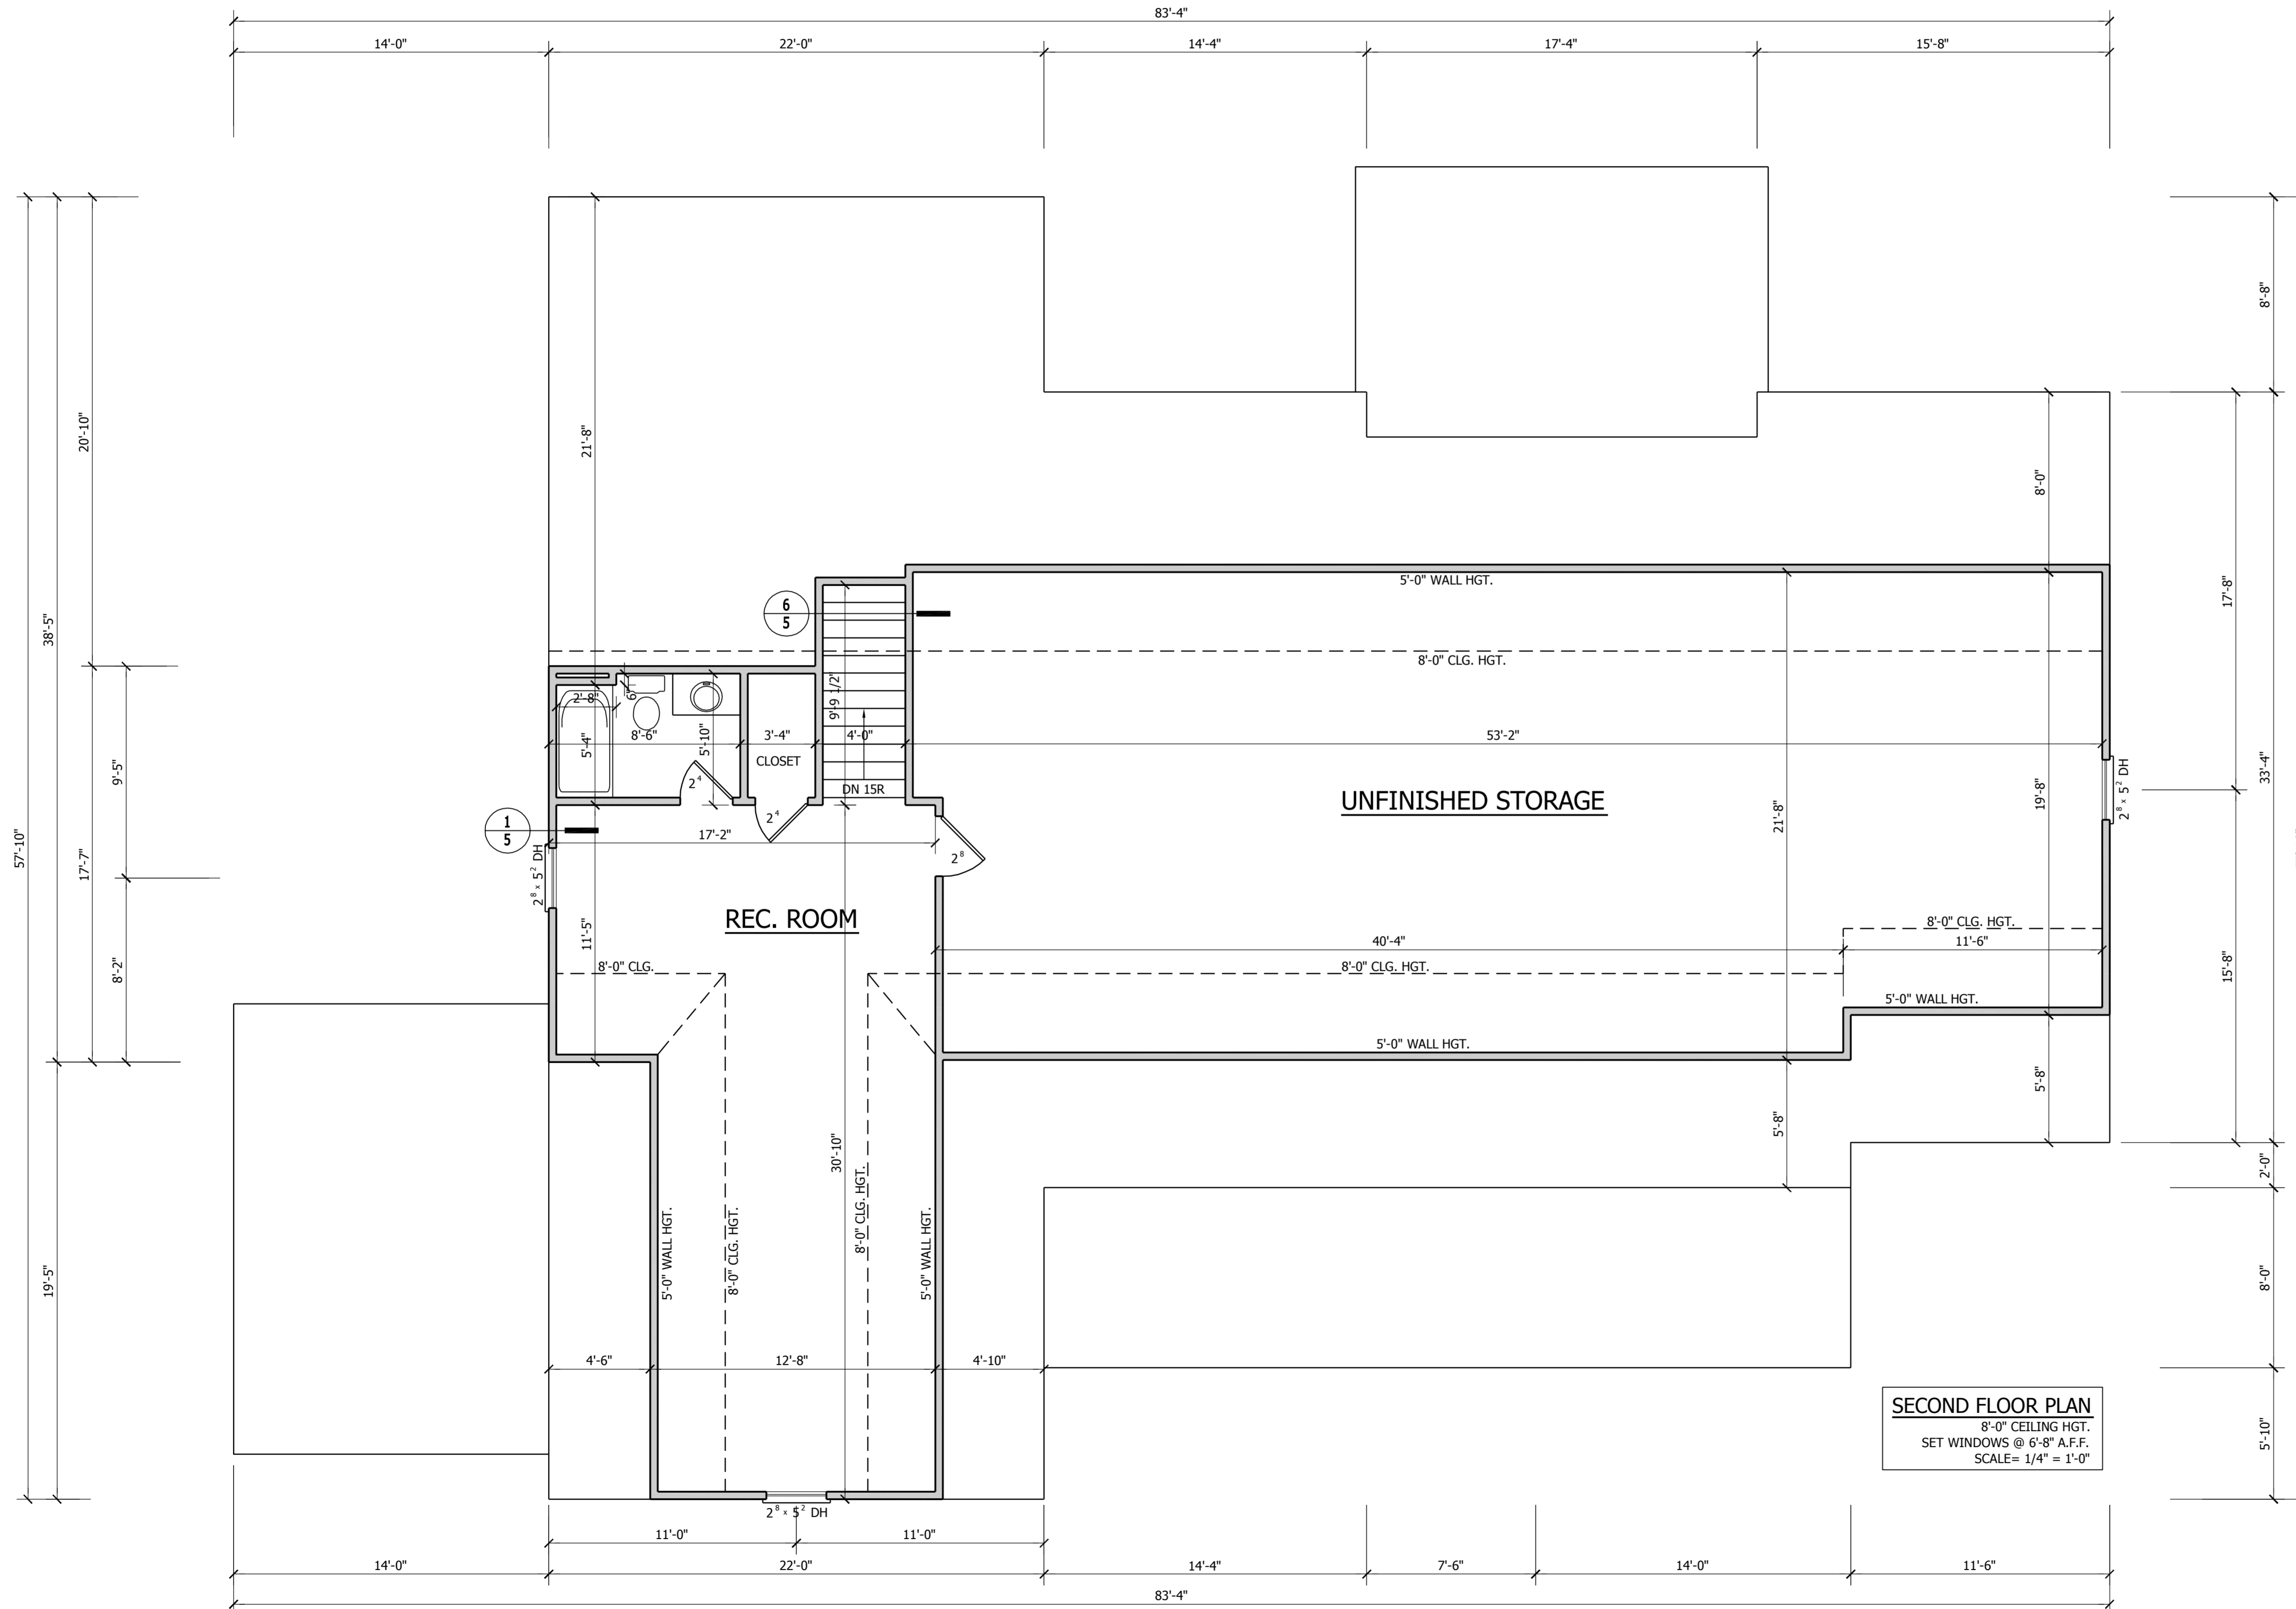 83'-4"
14'-0"
22'-0"
14'-4"
17'-4"
15'-8"
57'-10"
38'-5"
20'-10"
21'-8"
8'-8"
8'-0"
5'-0" WALL HGT.
6
5
17'-8"
8'-0" CLG. HGT.
2'-8"
6"
9'-9 1/2"
9'-5"
5'-4"
8'-6"
5'-10"
3'-4"
4'-0"
53'-2"
CLOSET
2⁴
DN 15R
UNFINISHED STORAGE
21'-8"
19'-8"
2⁸ x 5² DH
33'-4"
1
5
2⁴
17'-2"
2⁸
2⁸ x 5² DH
17'-7"
11'-5"
REC. ROOM
8'-2"
8'-0" CLG.
40'-4"
8'-0" CLG. HGT.
11'-6"
8'-0" CLG. HGT.
15'-8"
5'-0" WALL HGT.
5'-0" WALL HGT.
5'-8"
5'-8"
30'-10"
2'-0"
19'-5"
5'-0" WALL HGT.
8'-0" CLG. HGT.
8'-0" CLG. HGT.
5'-0" WALL HGT.
8'-0"
4'-6"
12'-8"
4'-10"
5'-10"
SECOND FLOOR PLAN
8'-0" CEILING HGT.
SET WINDOWS @ 6'-8" A.F.F.
SCALE= 1/4" = 1'-0"
2⁸ x 5² DH
11'-0"
11'-0"
14'-0"
22'-0"
14'-4"
7'-6"
14'-0"
11'-6"
83'-4"